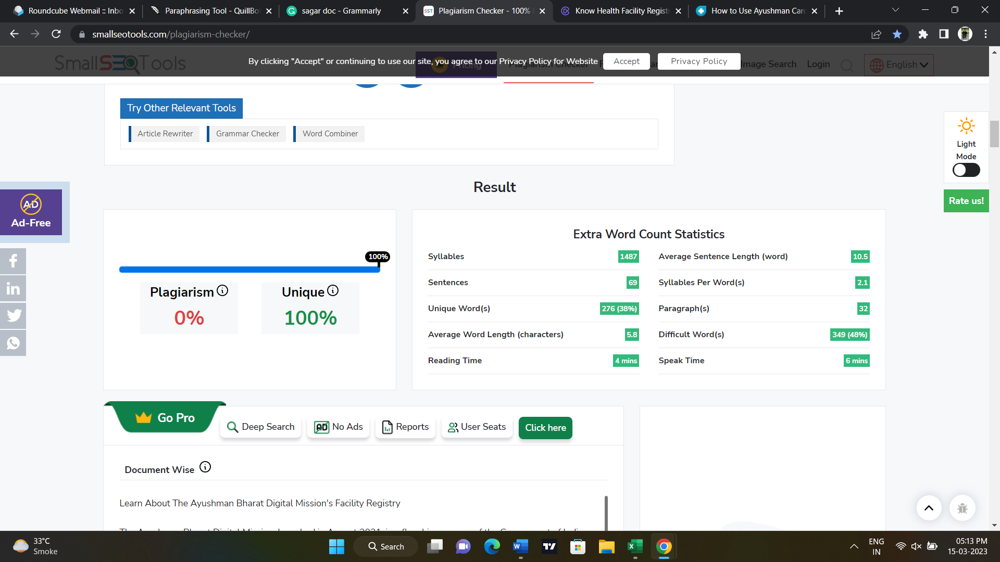 Roundcube Webmail :: Inbo
Paraphrasing Tool - QuillBo
sagar doc - Grammarly
Plagiarism Checker - 100%
Know Health Facility Regist
How to Use Ayushman Car
smallseotools.com/plagiarism-checker/
SmallSEOTools
By clicking "Accept" or continuing to use our site, you agree to our Privacy Policy for Website
Accept
Privacy Policy
Pricing
Plagiarism Checker
Image Search
Login
English
Try Other Relevant Tools
Article Rewriter
Grammar Checker
Word Combiner
Light
Mode
Rate us!
AD
Ad-Free
Result
100%
Plagiarism
0%
Unique
100%
Extra Word Count Statistics
Syllables 1487
Average Sentence Length (word) 10.5
Sentences 69
Syllables Per Word(s) 2.1
Unique Word(s) 276 (38%)
Paragraph(s) 32
Average Word Length (characters) 5.8
Difficult Word(s) 349 (48%)
Reading Time 4 mins
Speak Time 6 mins
Go Pro
Deep Search
AD No Ads
Reports
User Seats
Click here
Document Wise
Learn About The Ayushman Bharat Digital Mission's Facility Registry
33°C
Smoke
Search
ENG
IN
05:13 PM
15-03-2023